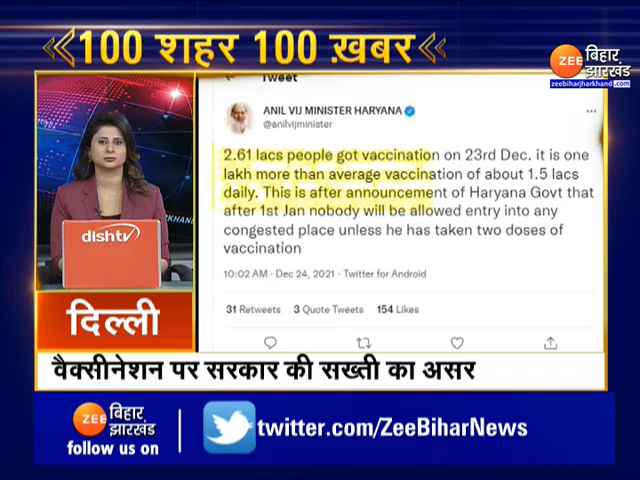 100 शहर 100 ख़बर
ZEE
बिहार
झारखंड
zeebiharjharkhand.com
Tweet
ANIL VIJ MINISTER HARYANA
@anilvijminister
2.61 lacs people got vaccination on 23rd Dec. it is one
lakh more than average vaccination of about 1.5 lacs
daily. This is after announcement of Haryana Govt that
after 1st Jan nobody will be allowed entry into any
congested place unless he has taken two doses of
vaccination
10:02 AM · Dec 24, 2021 · Twitter for Android
31 Retweets 3 Quote Tweets 154 Likes
dishtv
दिल्ली
वैक्सीनेशन पर सरकार की सख्ती का असर
ZEE
बिहार
झारखंड
follow us on
twitter.com/ZeeBiharNews